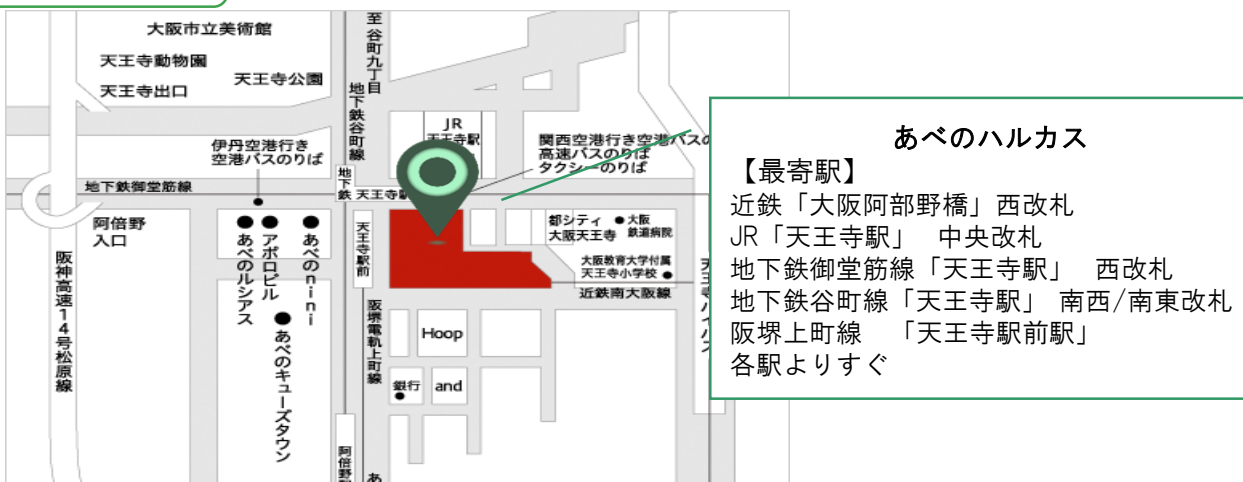 大阪市立美術館
天王寺動物園
天王寺公園
天王寺出口
至谷町九丁目
地下鉄谷町線
JR
天王寺駅
伊丹空港行き
空港バスのりば
関西空港行き空港バスの
高速バスのりば
タクシーのりば
地下鉄御堂筋線
地下鉄
天王寺駅
阿倍野
入口
阪神高速14号松原線
あべのルシアス
アポロビル
あべのnini
あべのキューズタウン
天王寺駅前
都シティ
大阪天王寺
大阪
鉄道病院
大阪教育大学付属
天王寺小学校
近鉄南大阪線
阪堺電軌上町線
Hoop
銀行
and
阿倍野
あ
あべのハルカス
【最寄駅】
近鉄「大阪阿部野橋」西改札
JR「天王寺駅」 中央改札
地下鉄御堂筋線「天王寺駅」 西改札
地下鉄谷町線「天王寺駅」 南西/南東改札
阪堺上町線 「天王寺駅前駅」
各駅よりすぐ